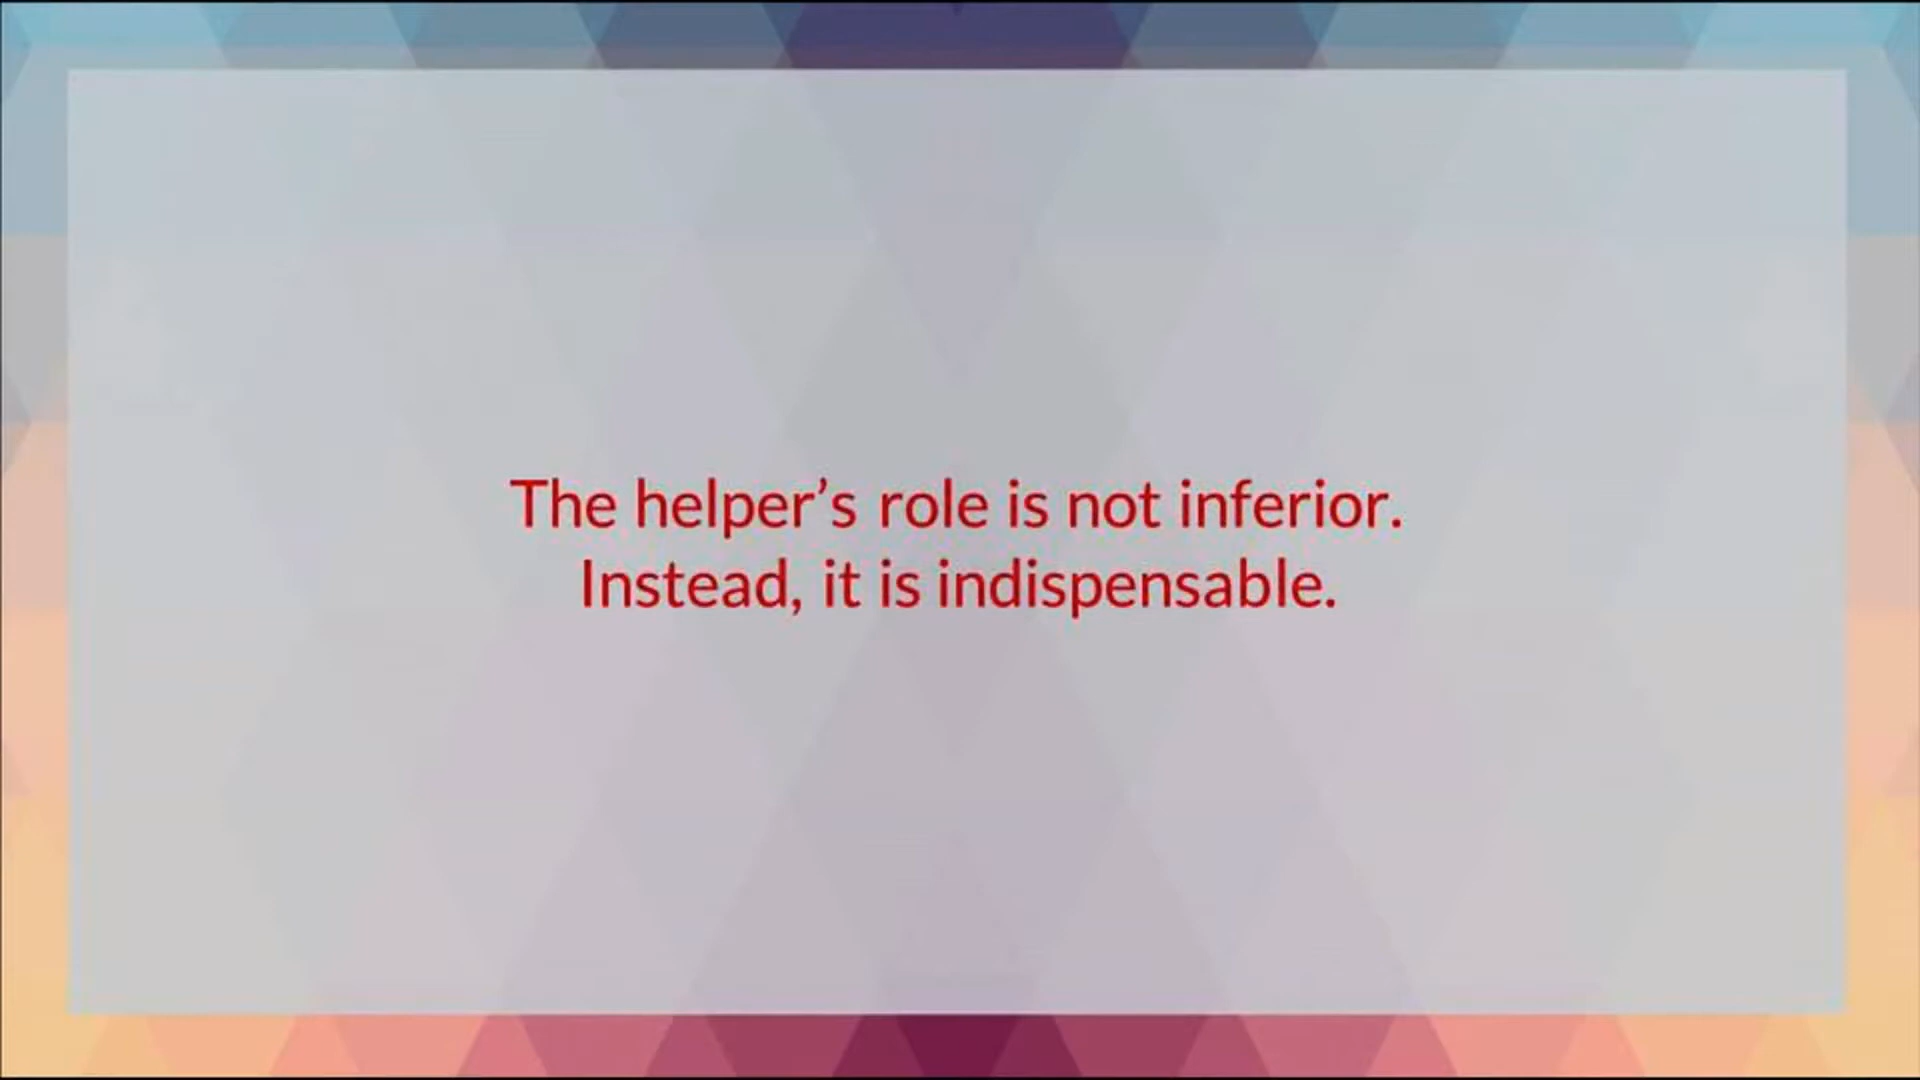 The helper’s role is not inferior.
Instead, it is indispensable.